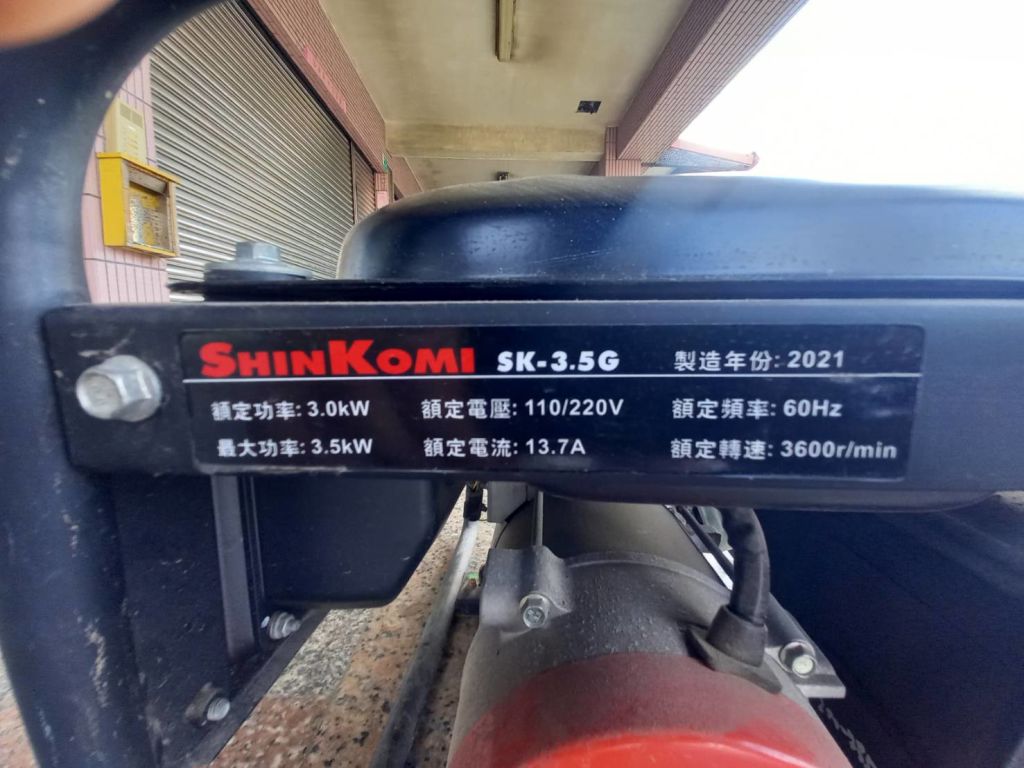 SHINKOMI SK-3.5G 製造年份: 2021
額定功率: 3.0kW 額定電壓: 110/220V 額定頻率: 60Hz
最大功率: 3.5kW 額定電流: 13.7A 額定轉速: 3600r/min